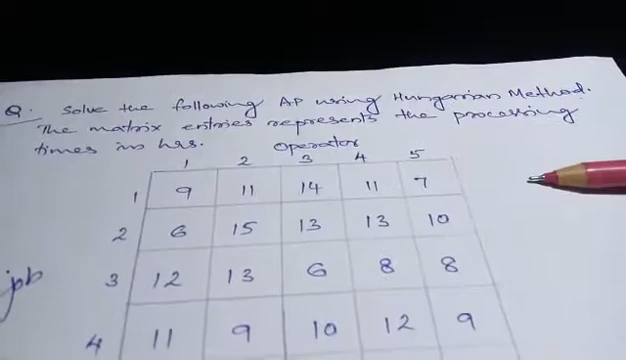 Q. Solve the following AP using Hungarian Method.
The matrix entries represents the processing
times in hrs.
Operator
1 2 3 4 5
1 9 11 14 11 7
2 6 15 13 13 10
job
3 12 13 6 8 8
4 11 9 10 12 9